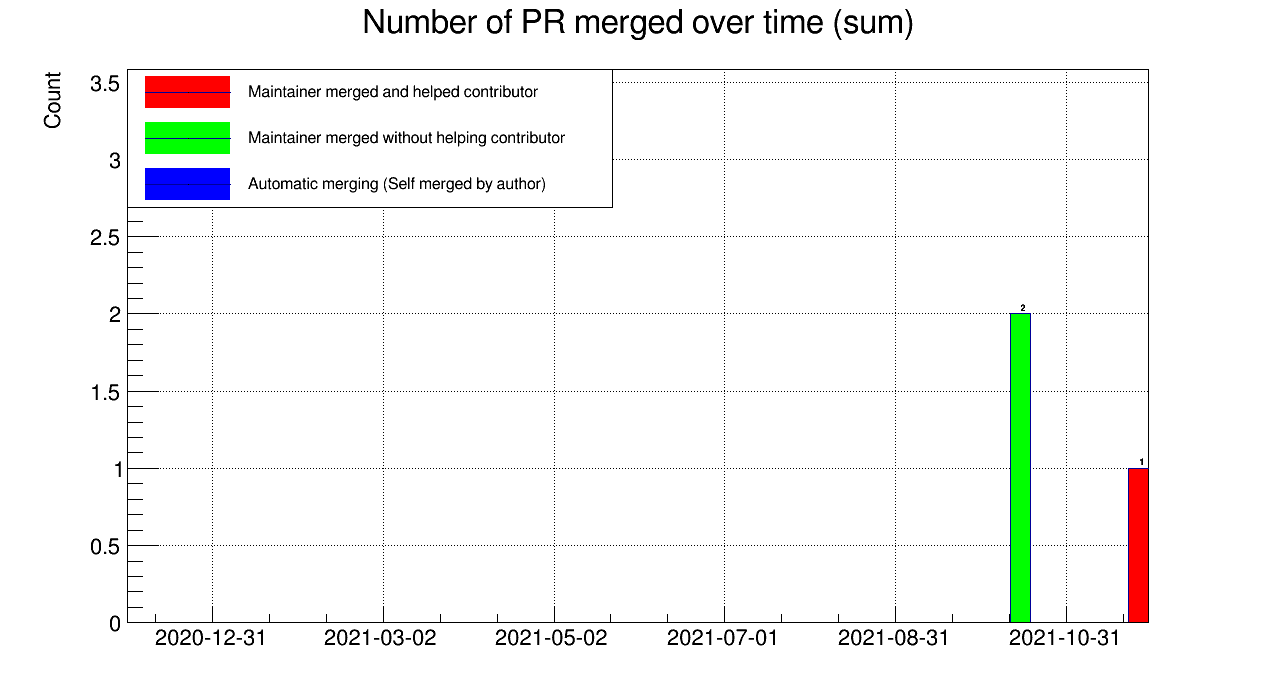 Number of PR merged over time (sum)
Count
Maintainer merged and helped contributor
Maintainer merged without helping contributor
Automatic merging (Self merged by author)
3.5
3
2.5
2
1.5
1
0.5
0
2
1
2020-12-31 2021-03-02 2021-05-02 2021-07-01 2021-08-31 2021-10-31